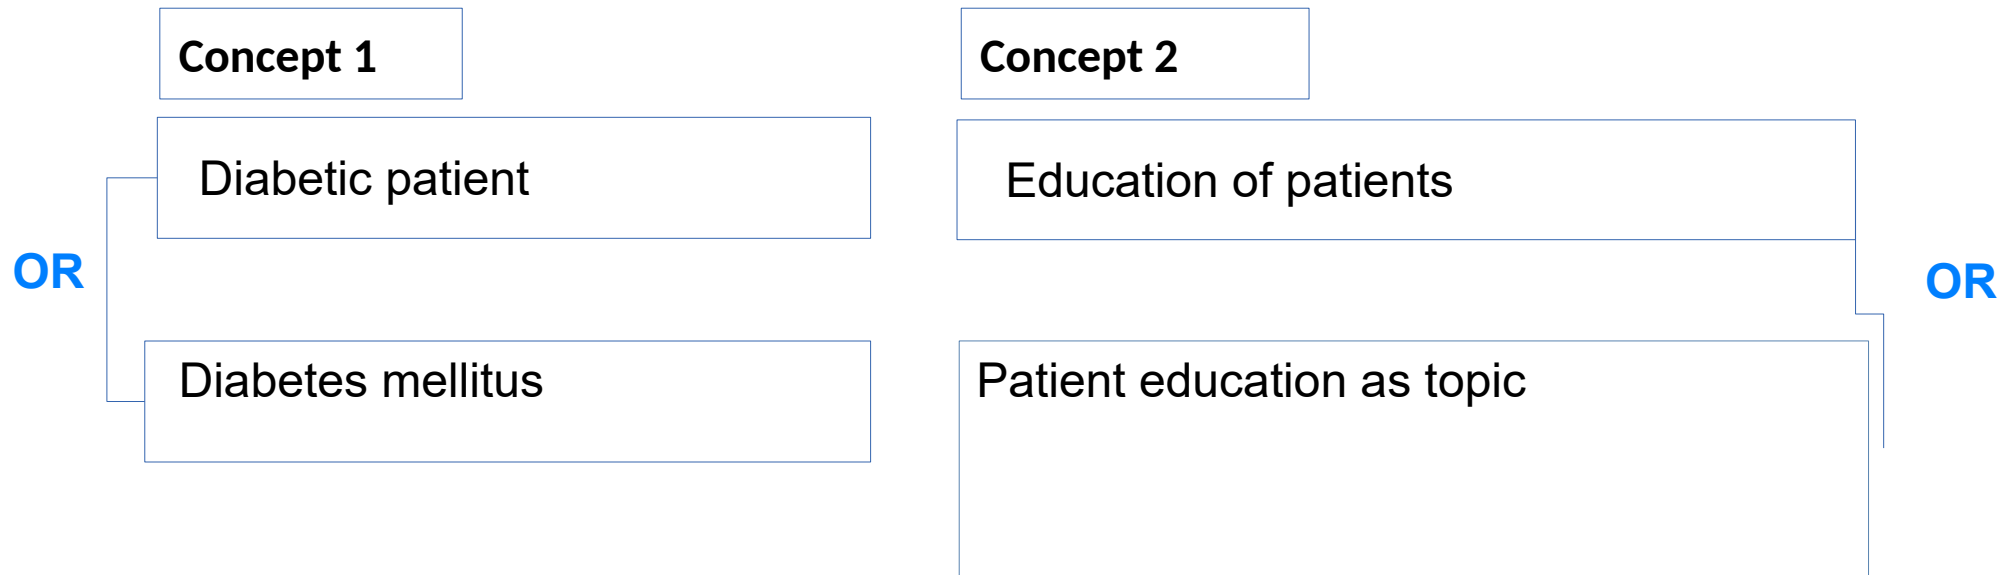 Concept 1
Concept 2
Diabetic patient
Education of patients
OR
OR
Diabetes mellitus
Patient education as topic